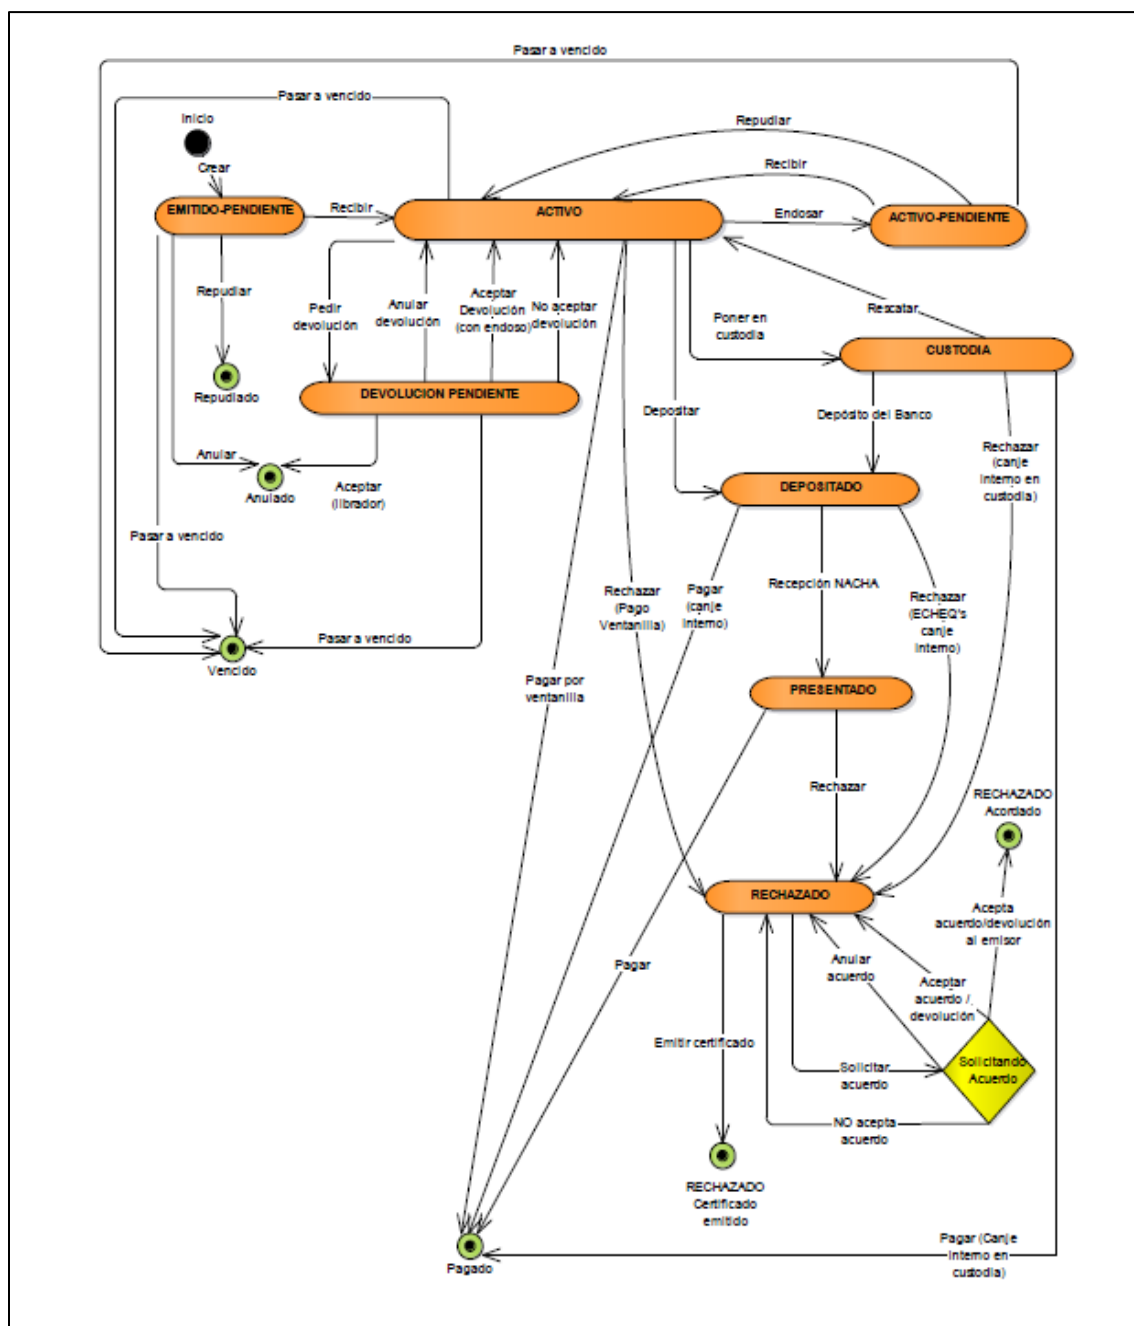 Pasar a vencido
Pasar a vencido
Inicio
Repudiar
Crear
Recibir
EMITIDO-PENDIENTE
Recibir
ACTIVO
Endosar
ACTIVO-PENDIENTE
Repudiar
Pedir
devolución
Anular
devolución
Aceptar
Devolución
(con endoso)
No aceptar
devolución
Poner en
custodia
Rescatar
CUSTODIA
Repudiado
DEVOLUCION PENDIENTE
Depositar
Depósito del Banco
Rechazar
(canje
Interno en
custodia)
Anular
Anulado
Aceptar
(librador)
DEPOSITADO
Pasar a vencido
Rechazar
(Pago
Ventanilla)
Pagar
(canje
Interno)
Recepción NACHA
Rechazar
(ECHEQ's
canje
Interno)
Pasar a vencido
Vencido
Pagar por
ventanilla
PRESENTADO
Rechazar
RECHAZADO
Acordado
RECHAZADO
Acepta
acuerdo/devolución
al emisor
Pagar
Anular
acuerdo
Aceptar
acuerdo /
devolución
Emitir certificado
Solicitar
acuerdo
Solicitando
Acuerdo
NO acepta
acuerdo
RECHAZADO
Certificado
emitido
Pagado
Pagar (Canje
Interno en
custodia)